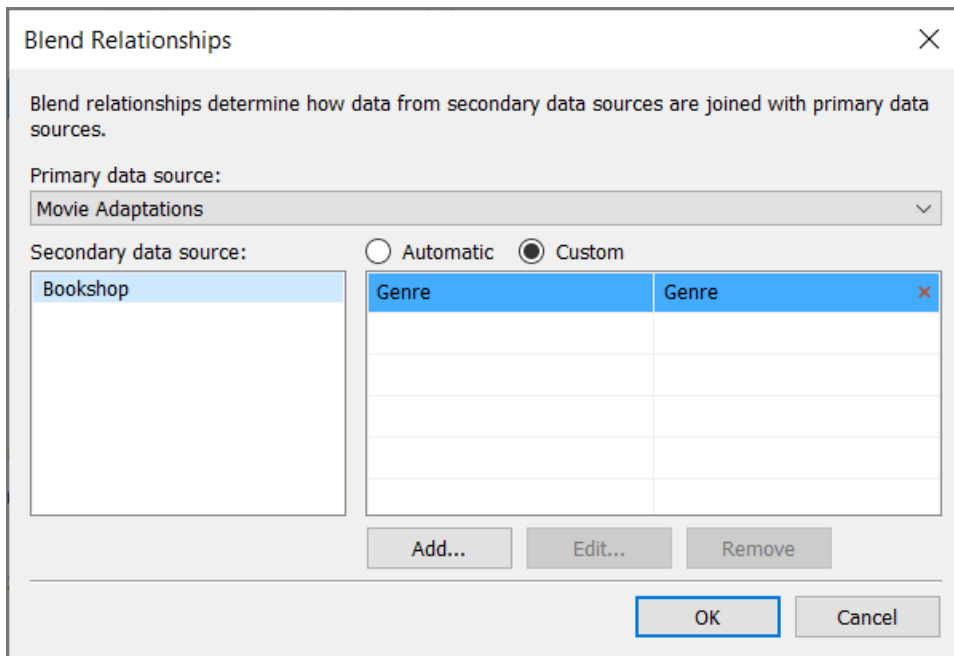 Blend Relationships
Blend relationships determine how data from secondary data sources are joined with primary data
sources.
Primary data source:
Movie Adaptations
Secondary data source:
Automatic
Custom
Bookshop
Genre
Genre
Add...
Edit...
Remove
OK
Cancel